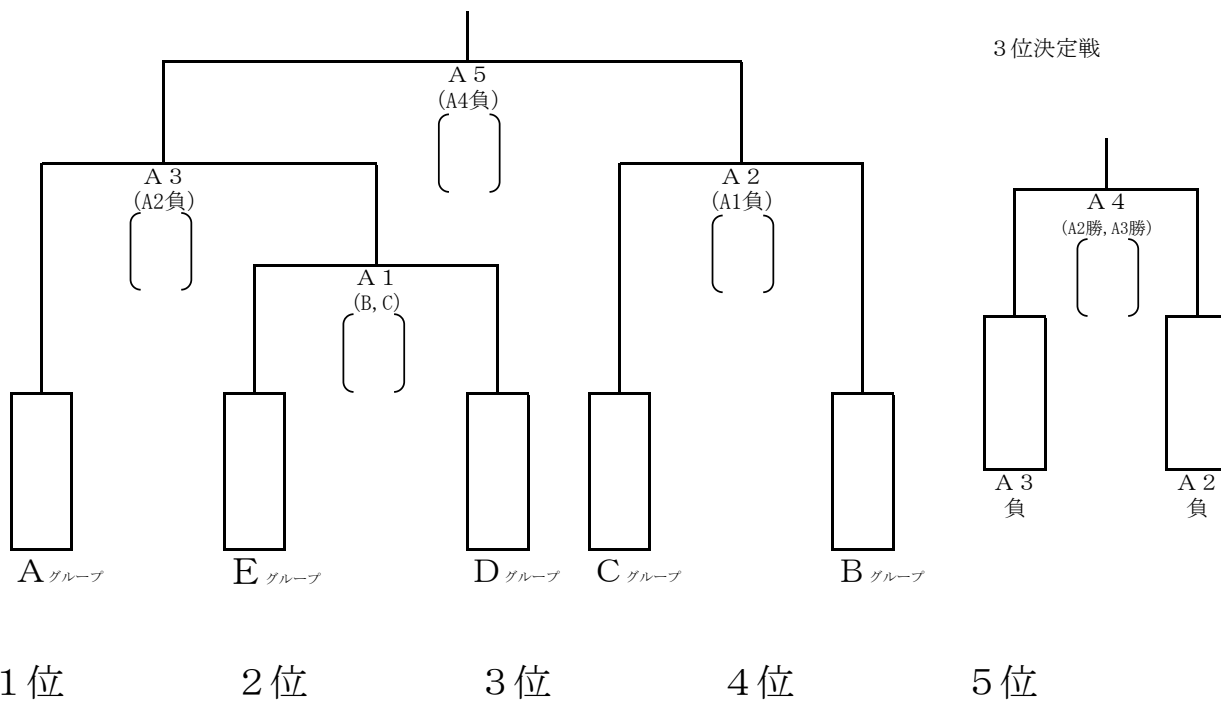 ３位決定戦
Ａ５
(A4負)
Ａ３
(A2負)
Ａ２
(A1負)
Ａ４
(A2勝,A3勝)
Ａ１
(B,C)
Ａ３
負
Ａ２
負
Ａグループ
Ｅグループ
Ｄグループ
Ｃグループ
Ｂグループ
１位
２位
３位
４位
５位